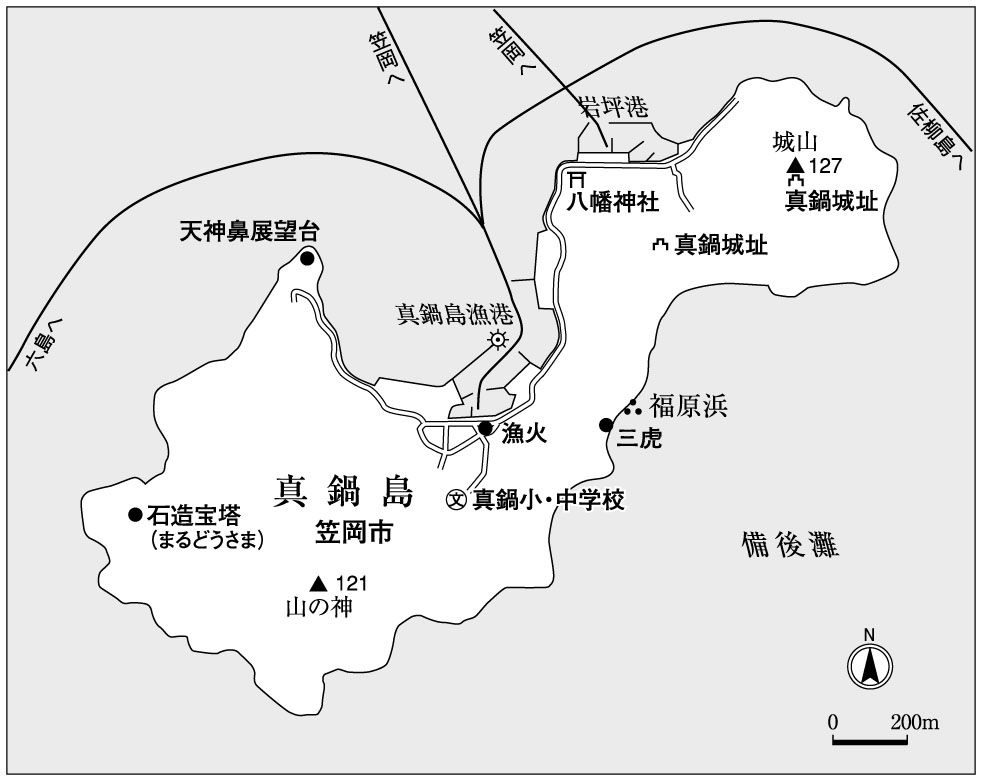 笠岡へ
笠岡へ
佐柳島へ
六島へ
岩坪港
城山
127
真鍋城址
八幡神社
真鍋城址
天神鼻展望台
真鍋島漁港
福原浜
三虎
漁火
真鍋島
笠岡市
文
真鍋小・中学校
石造宝塔
(まるどうさま)
121
山の神
備後灘
N
0 200m